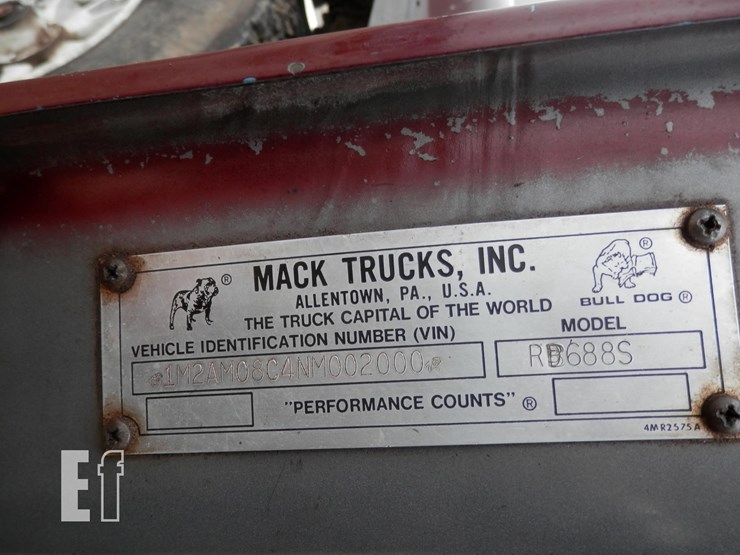 MACK TRUCKS, INC.
ALLENTOWN, PA., U.S.A.
THE TRUCK CAPITAL OF THE WORLD
®
®
BULL DOG ®
VEHICLE IDENTIFICATION NUMBER (VIN)
MODEL
1M2AM08C4NM002000
RB688S
"PERFORMANCE COUNTS" ®
4MR2575A
Ef